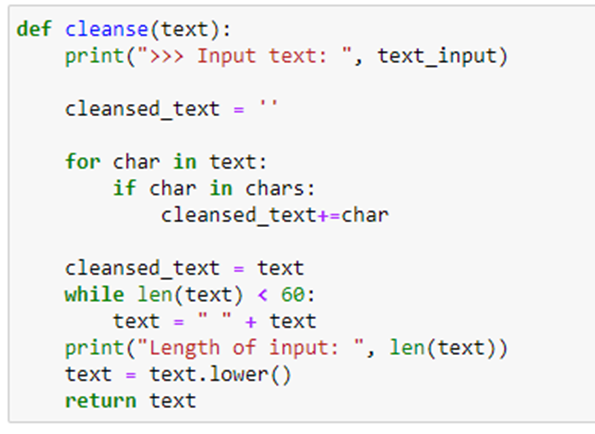 def cleanse(text):
    print(">>> Input text: ", text_input)

    cleansed_text = ''

    for char in text:
        if char in chars:
            cleansed_text+=char

    cleansed_text = text
    while len(text) < 60:
        text = " " + text
    print("Length of input: ", len(text))
    text = text.lower()
    return text